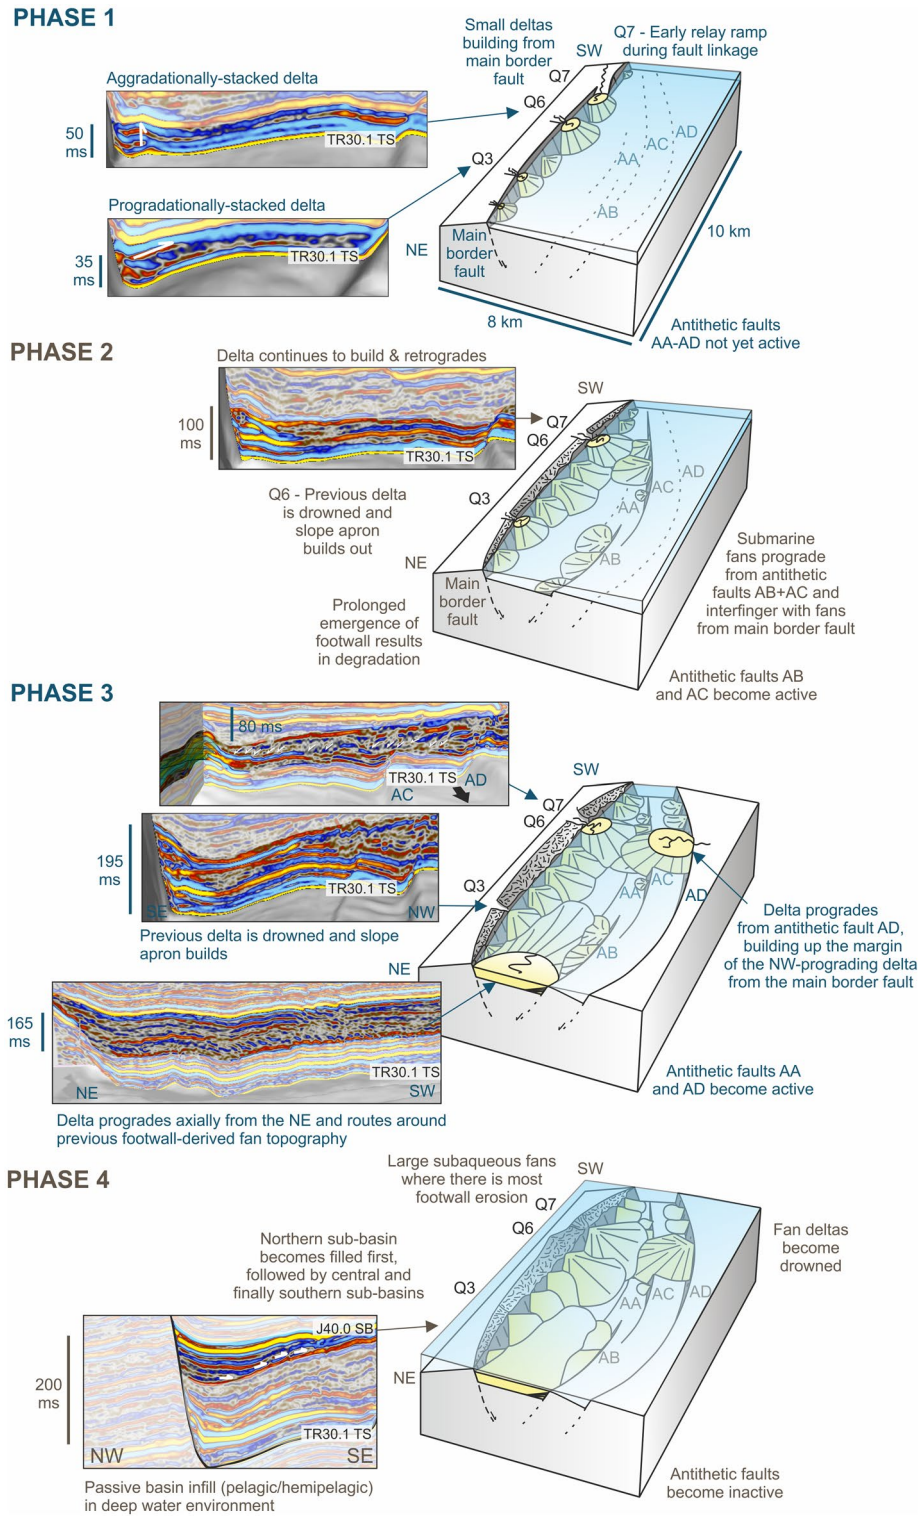 PHASE 1
Small deltas
building from
main border
fault
Q7 - Early relay ramp
during fault linkage
SW
Q7
Q6
Q3
Aggradationally-stacked delta
50
ms
TR30.1 TS
Progradationally-stacked delta
35
ms
TR30.1 TS
NE
Main
border
fault
AA
AC
AD
AB
10 km
8 km
Antithetic faults
AA-AD not yet active
PHASE 2
Delta continues to build & retrogrades
100
ms
TR30.1 TS
SW
Q7
Q6
Q3
Q6 - Previous delta
is drowned and
slope apron
builds out
NE
Main
border
fault
AD
AC
AA
AB
Prolonged
emergence of
footwall results
in degradation
Submarine
fans prograde
from antithetic
faults AB+AC and
interfinger with fans
from main border fault
Antithetic faults AB
and AC become active
PHASE 3
80 ms
TR30.1 TS
AC
AD
SW
Q7
Q6
Q3
195
ms
TR30.1 TS
SE
NW
Previous delta is drowned and slope
apron builds
NE
AA
AC
AD
AB
Delta progrades
from antithetic fault AD,
building up the margin
of the NW-prograding delta
from the main border fault
165
ms
TR30.1 TS
NE
SW
Delta progrades axially from the NE and routes around
previous footwall-derived fan topography
Antithetic faults AA
and AD become active
PHASE 4
Large subaqueous fans
where there is most
footwall erosion
SW
Q7
Q6
Q3
Fan deltas
become
drowned
Northern sub-basin
becomes filled first,
followed by central and
finally southern sub-basins
J40.0 SB
200
ms
TR30.1 TS
NW
SE
NE
AA
AC
AD
AB
Passive basin infill (pelagic/hemipelagic)
in deep water environment
Antithetic faults
become inactive